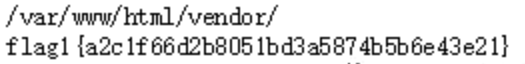 /var/www/html/vendor/
flag1{a2c1f66d2b8051bd3a5874b5b6e43e21}